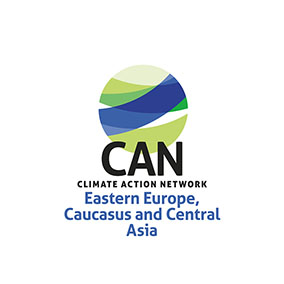 CAN
CLIMATE ACTION NETWORK
Eastern Europe,
Caucasus and Central
Asia